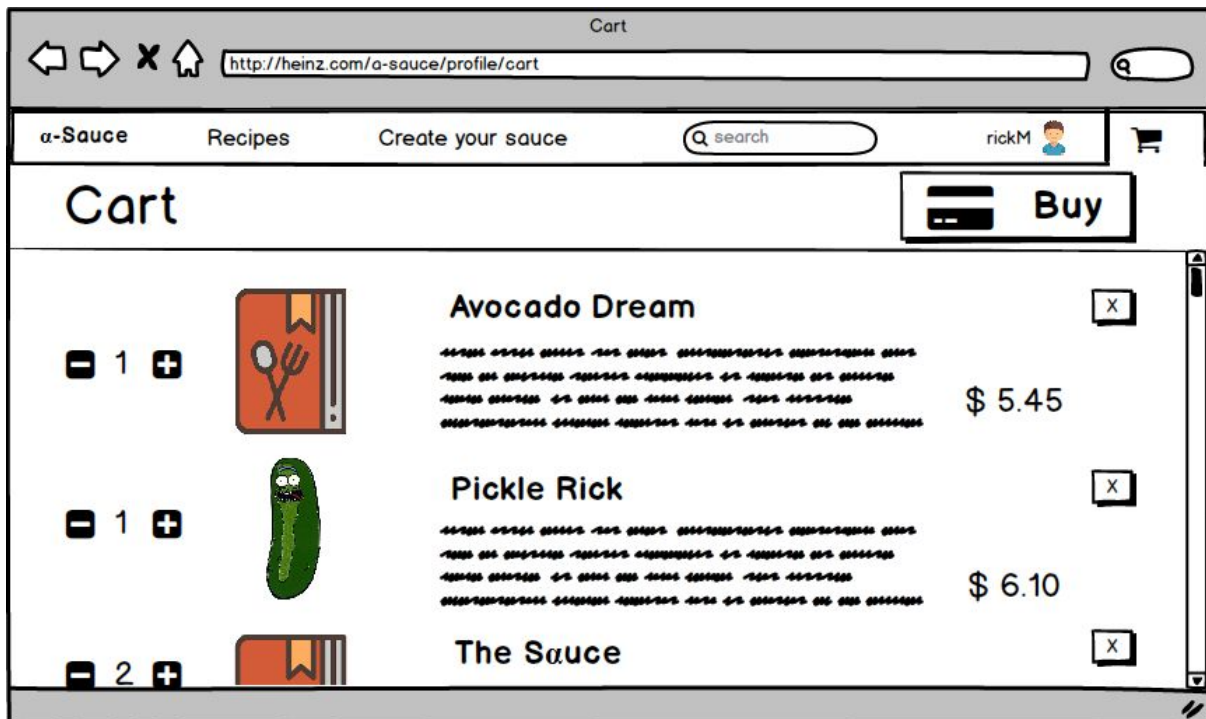 Cart
http://heinz.com/a-sauce/profile/cart
α-Sauce Recipes Create your sauce search rickM
Cart Buy
Avocado Dream X
1
$ 5.45
Pickle Rick X
1
$ 6.10
The Sαuce X
2